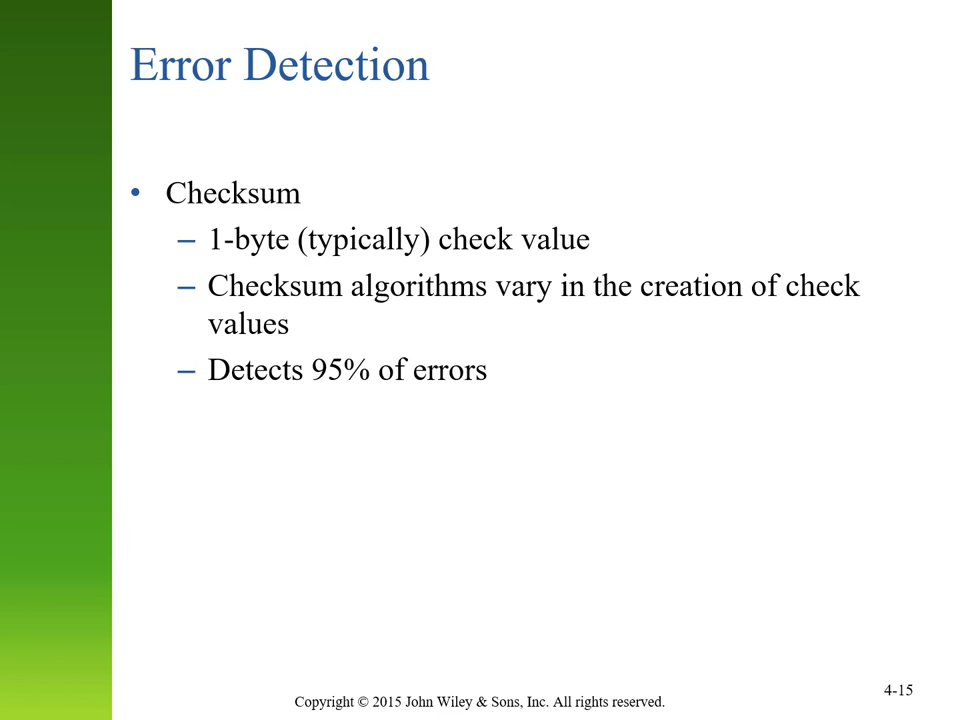 Error Detection
• Checksum
– 1-byte (typically) check value
– Checksum algorithms vary in the creation of check
values
– Detects 95% of errors
4-15
Copyright © 2015 John Wiley & Sons, Inc. All rights reserved.